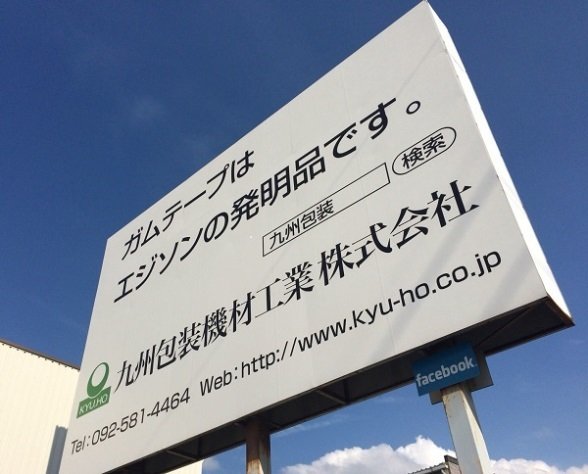 ガムテープは
エジソンの発明品です。
九州包装 検索
九州包装機材工業株式会社
KYU-HO
Tel:092-581-4464 Web:http://www.kyu-ho.co.jp
facebook